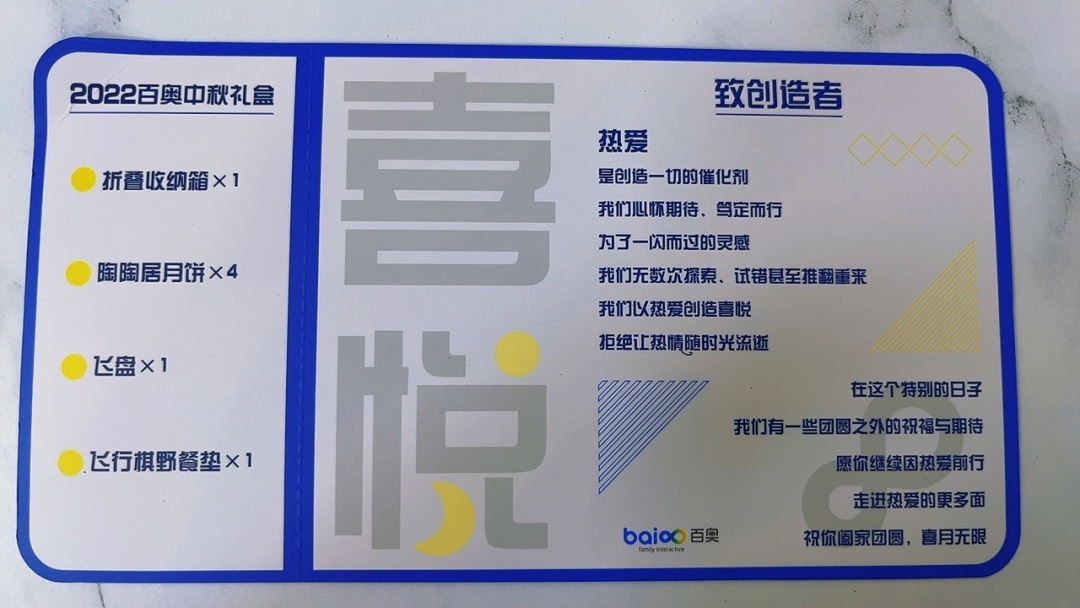 2022百奥中秋礼盒
折叠收纳箱×1
陶陶居月饼×4
飞盘×1
飞行棋野餐垫×1
喜
悦
致创造者
热爱
是创造一切的催化剂
我们心怀期待、笃定而行
为了一闪而过的灵感
我们无数次探索、试错甚至推翻重来
我们以热爱创造喜悦
拒绝让热情随时光流逝
在这个特别的日子
我们有一些团圆之外的祝福与期待
愿你继续因热爱前行
走进热爱的更多面
祝你阖家团圆，喜月无限
baioo 百奥
family interactive